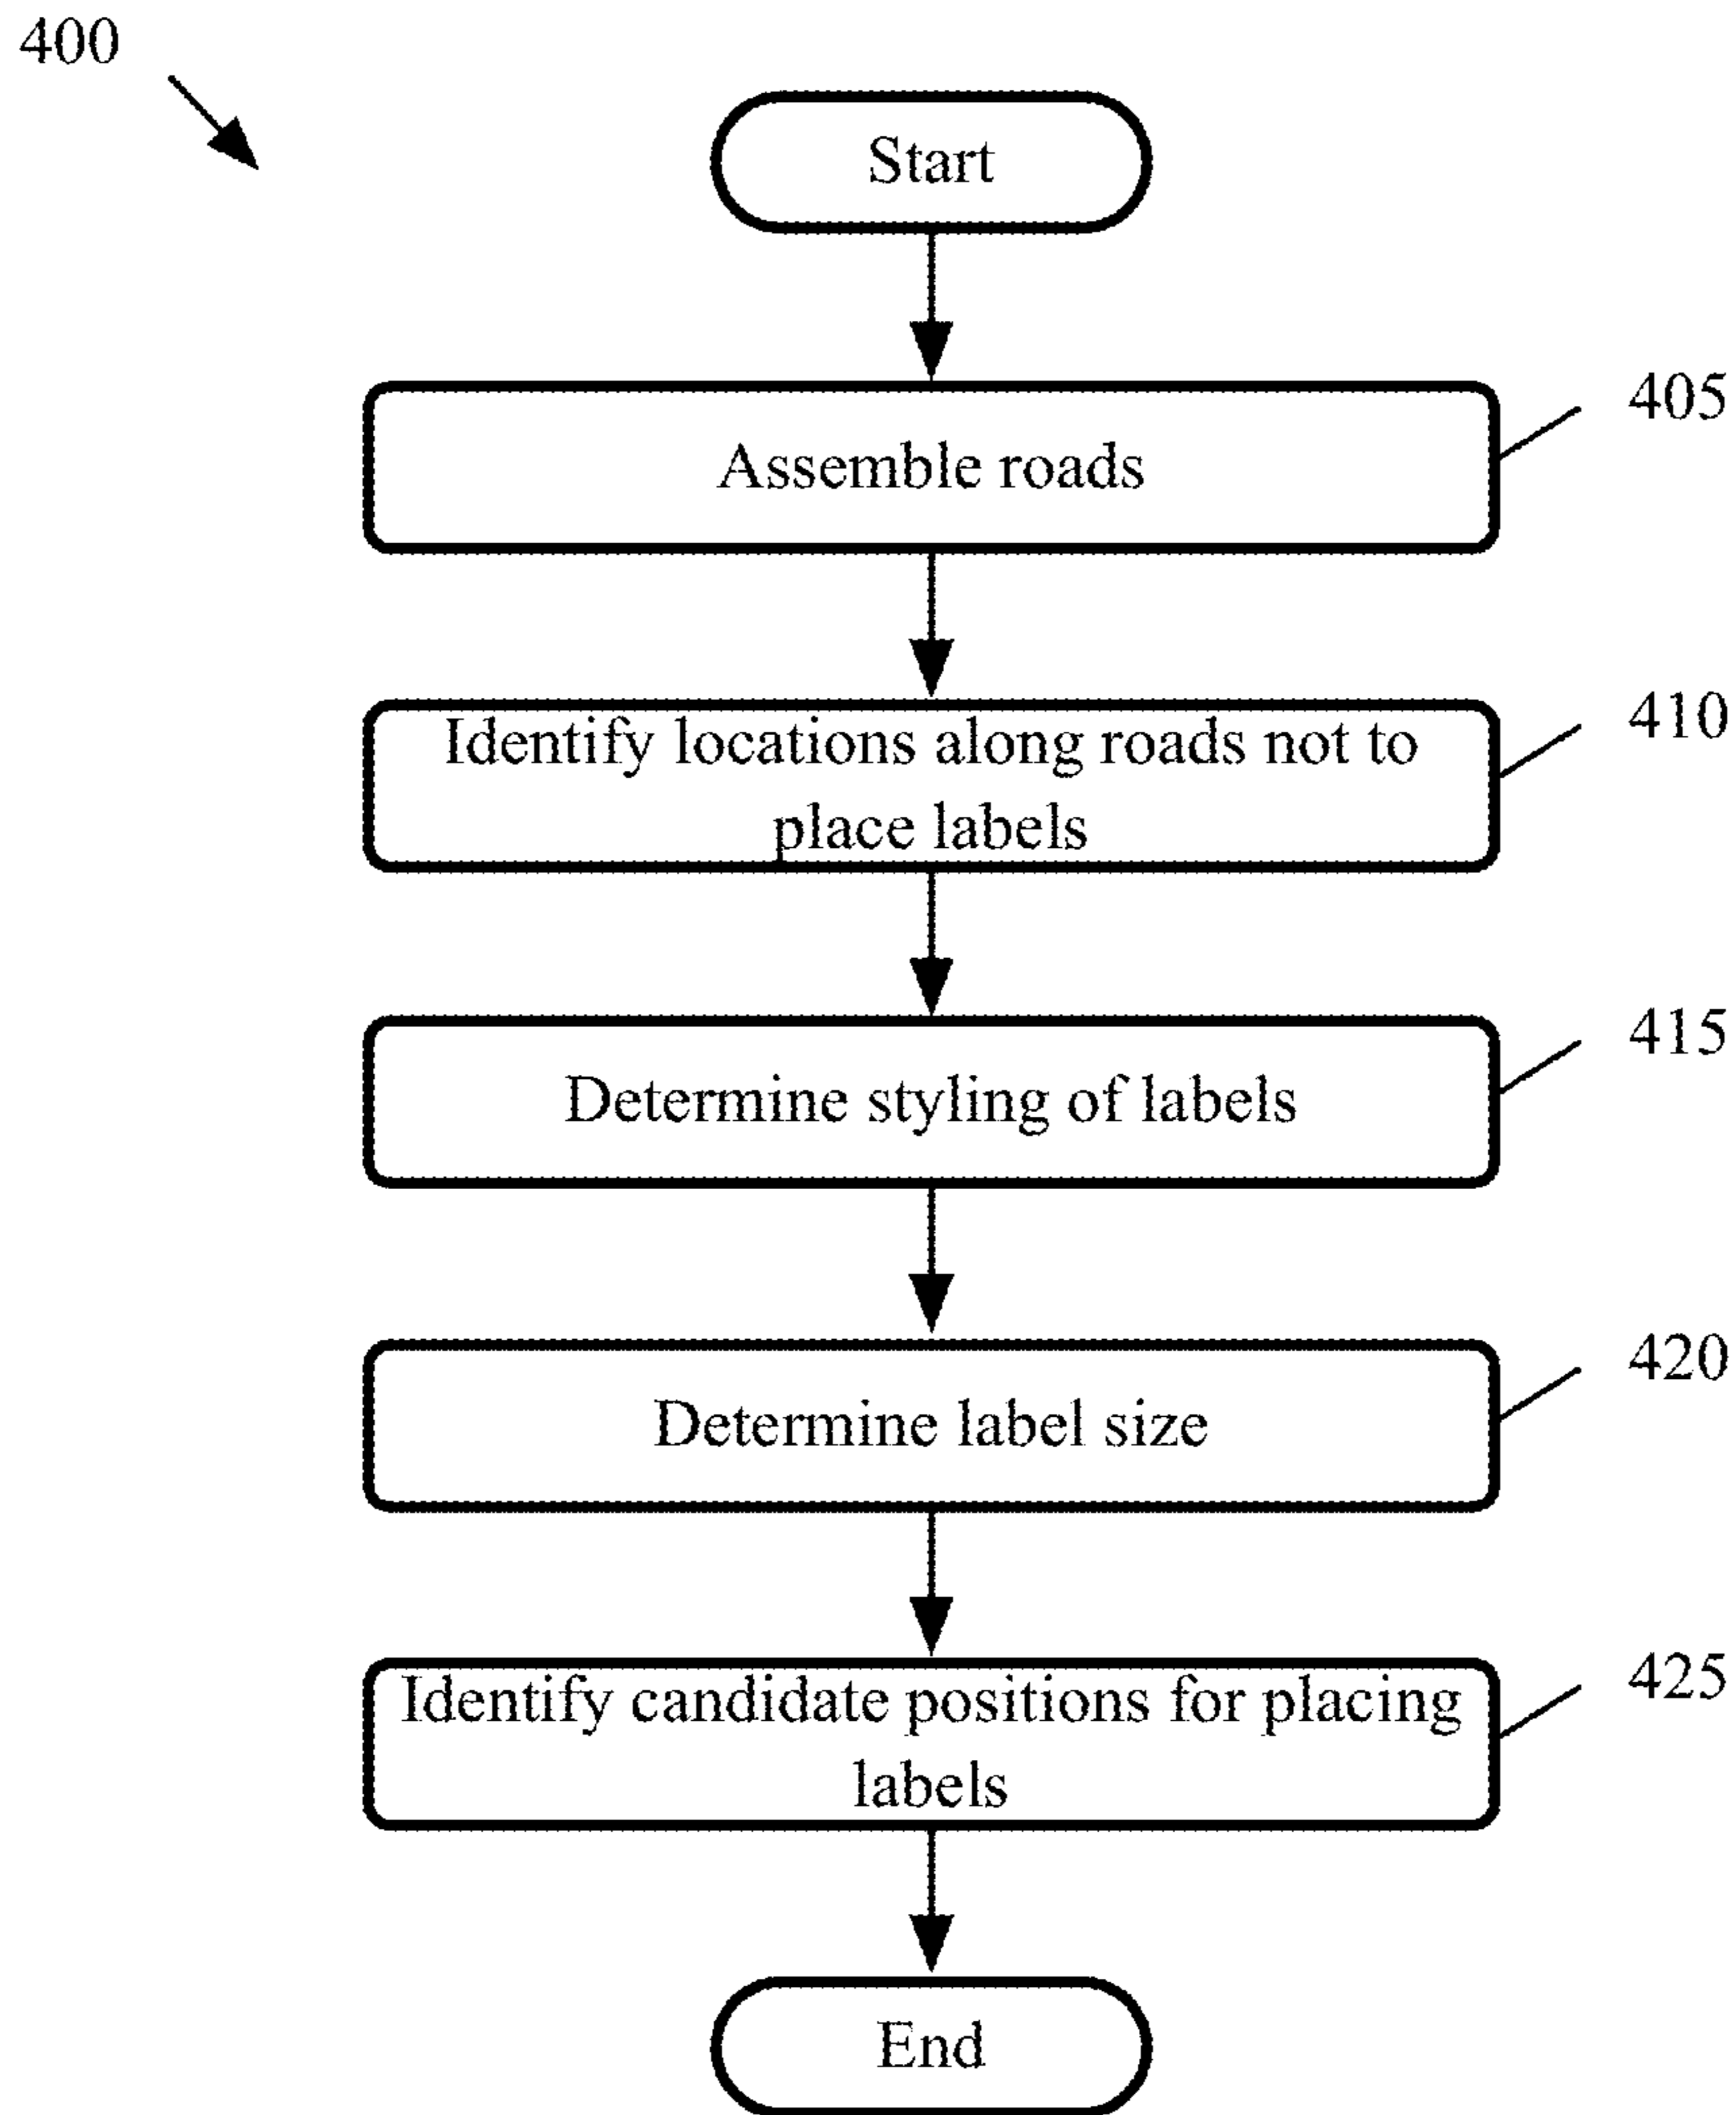 400
Start
Assemble roads
405
Identify locations along roads not to
place labels
410
Determine styling of labels
415
Determine label size
420
Identify candidate positions for placing
labels
425
End